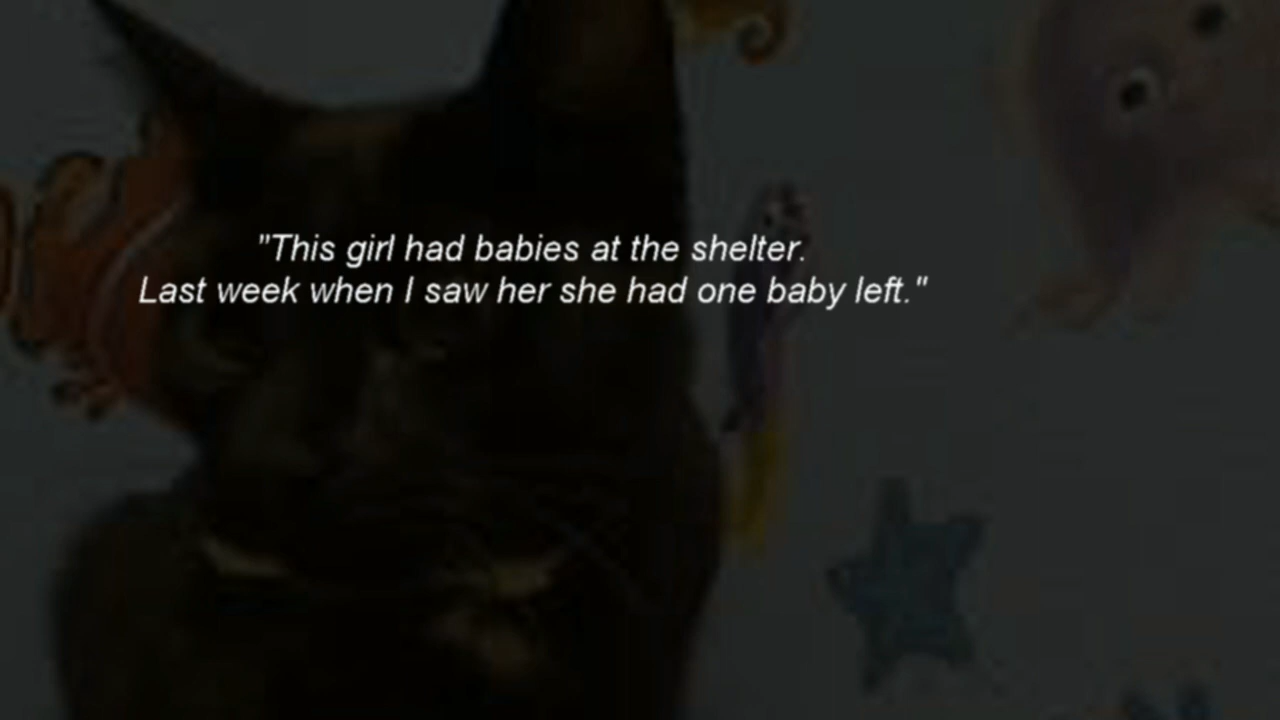 "This girl had babies at the shelter.
Last week when I saw her she had one baby left."